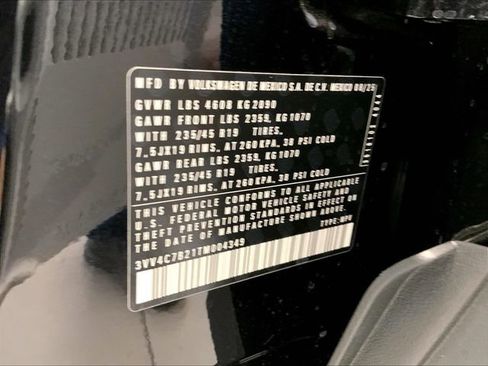 MFD BY VOLKSWAGEN DE MEXICO S.A. DE C.V. MEXICO 08/25
GVWR LBS 4608 KG 2090
GAWR FRONT LBS 2359, KG 1070
WITH 235/45 R19 TIRES.
7.5JX19 RIMS. AT 260 KPA, 38 PSI COLD
GAWR REAR LBS 2359, KG 1070
WITH 235/45 R19 TIRES.
7.5JX19 RIMS. AT 260 KPA, 38 PSI COLD
THIS VEHICLE CONFORMS TO ALL APPLICABLE
U.S. FEDERAL MOTOR VEHICLE SAFETY AND
THEFT PREVENTION STANDARDS IN EFFECT ON
THE DATE OF MANUFACTURE SHOWN ABOVE.
3VV4C7B21TM004349 TYPE: MPV